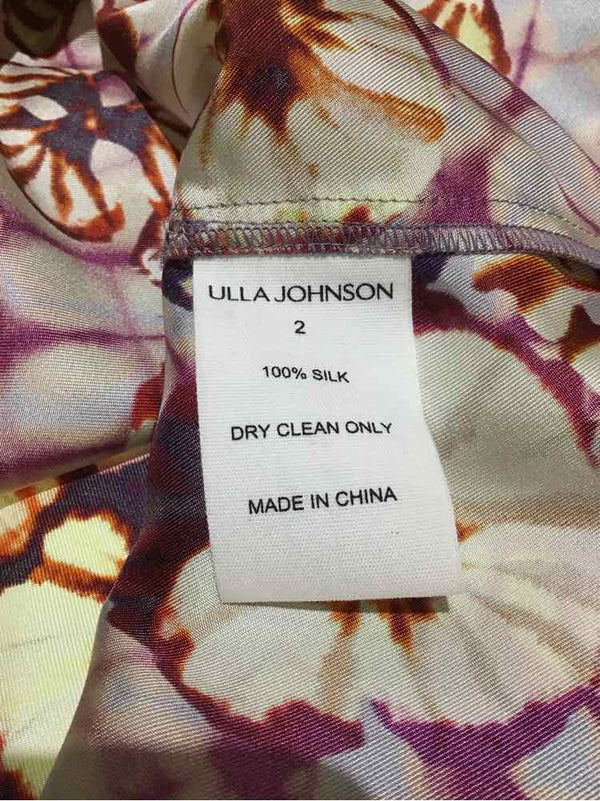 ULLA JOHNSON
2
100% SILK
DRY CLEAN ONLY
MADE IN CHINA